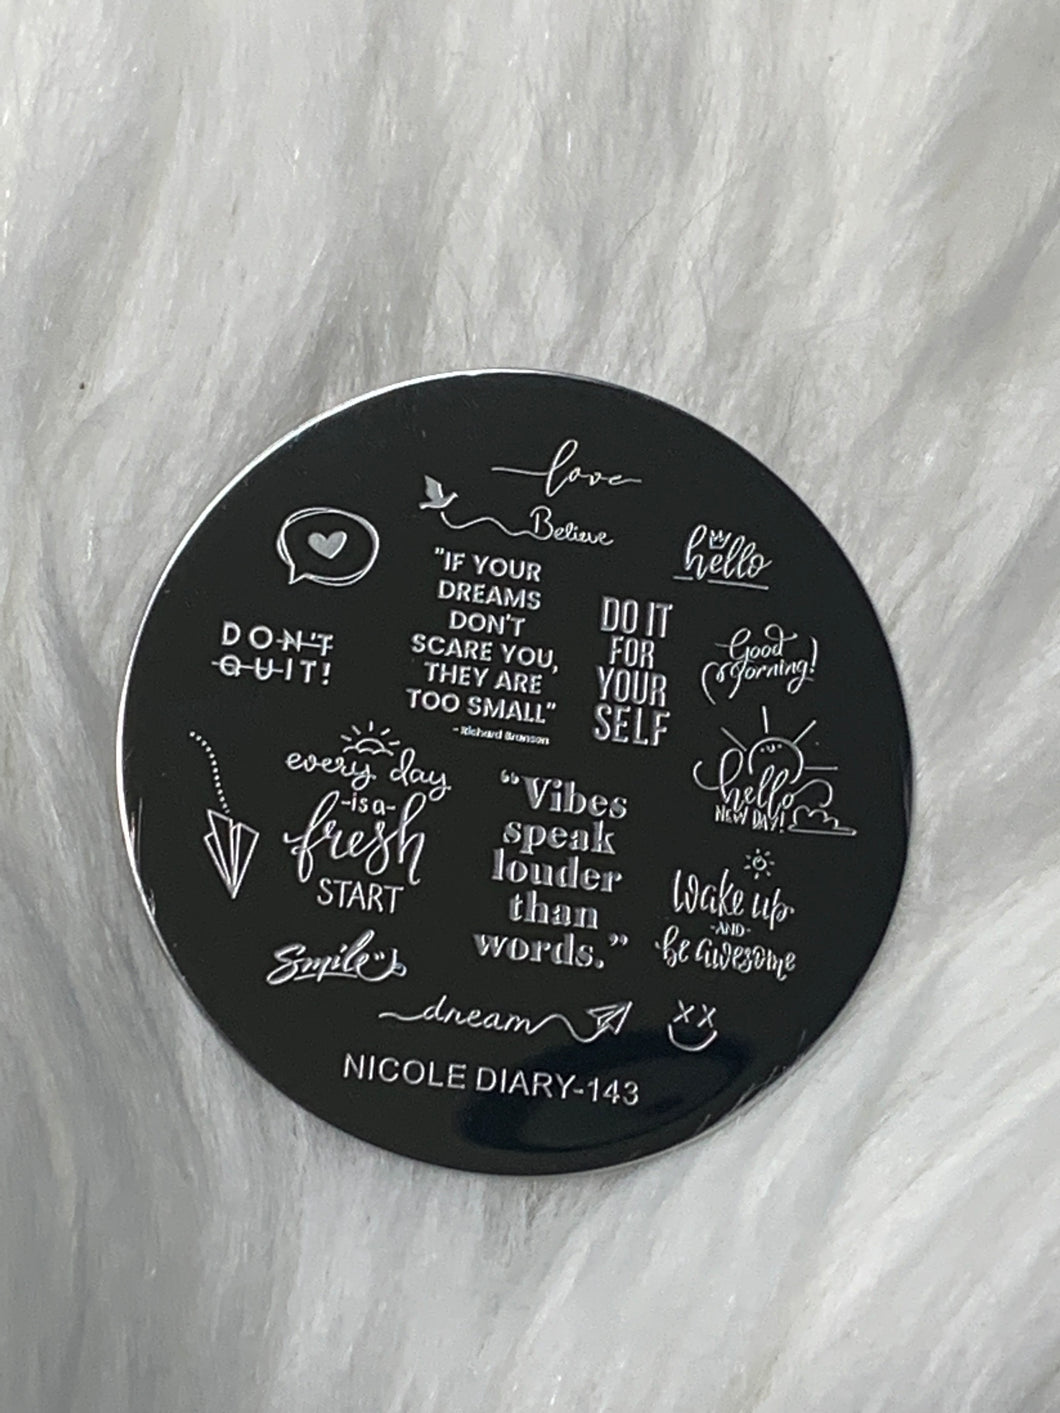 love
Believe
hello
"IF YOUR
DREAMS
DON'T
SCARE YOU,
THEY ARE
TOO SMALL"
- Richard Branson
DO IT
FOR
YOUR
SELF
Good
Morning!
DON'T
QUIT!
every day
-is a-
fresh
START
"Vibes
speak
louder
than
words."
hello
NEW DAY!
Wake up
-AND-
be awesome
Smile
dream
NICOLE DIARY-143